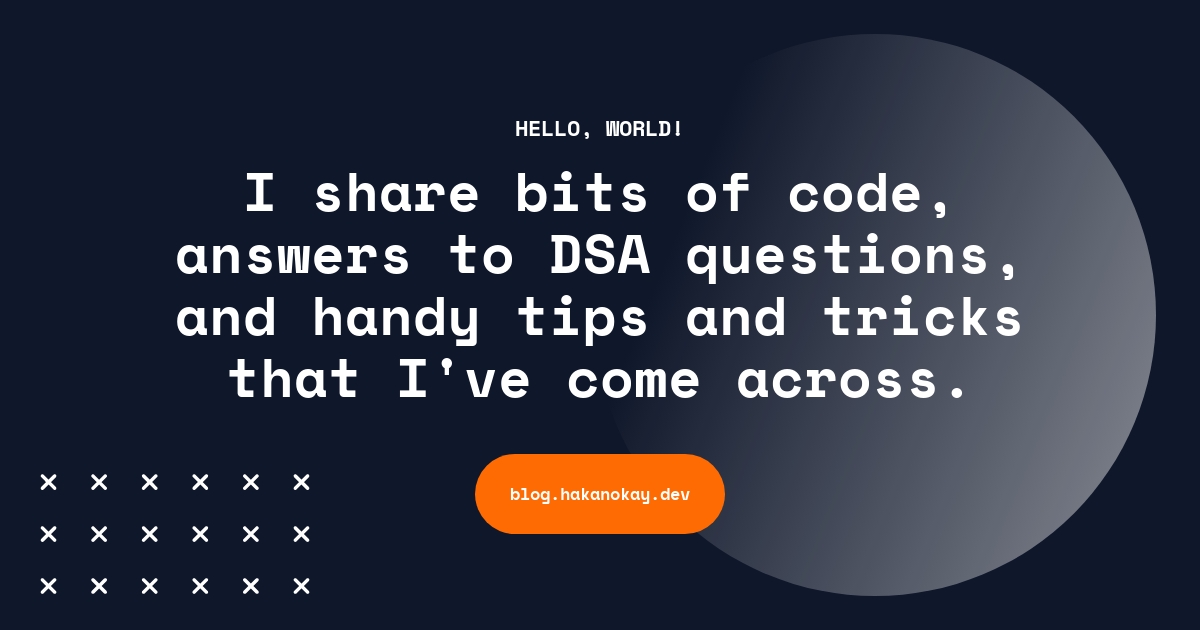 HELLO, WORLD!
I share bits of code,
answers to DSA questions,
and handy tips and tricks
that I've come across.
blog.hakanokay.dev